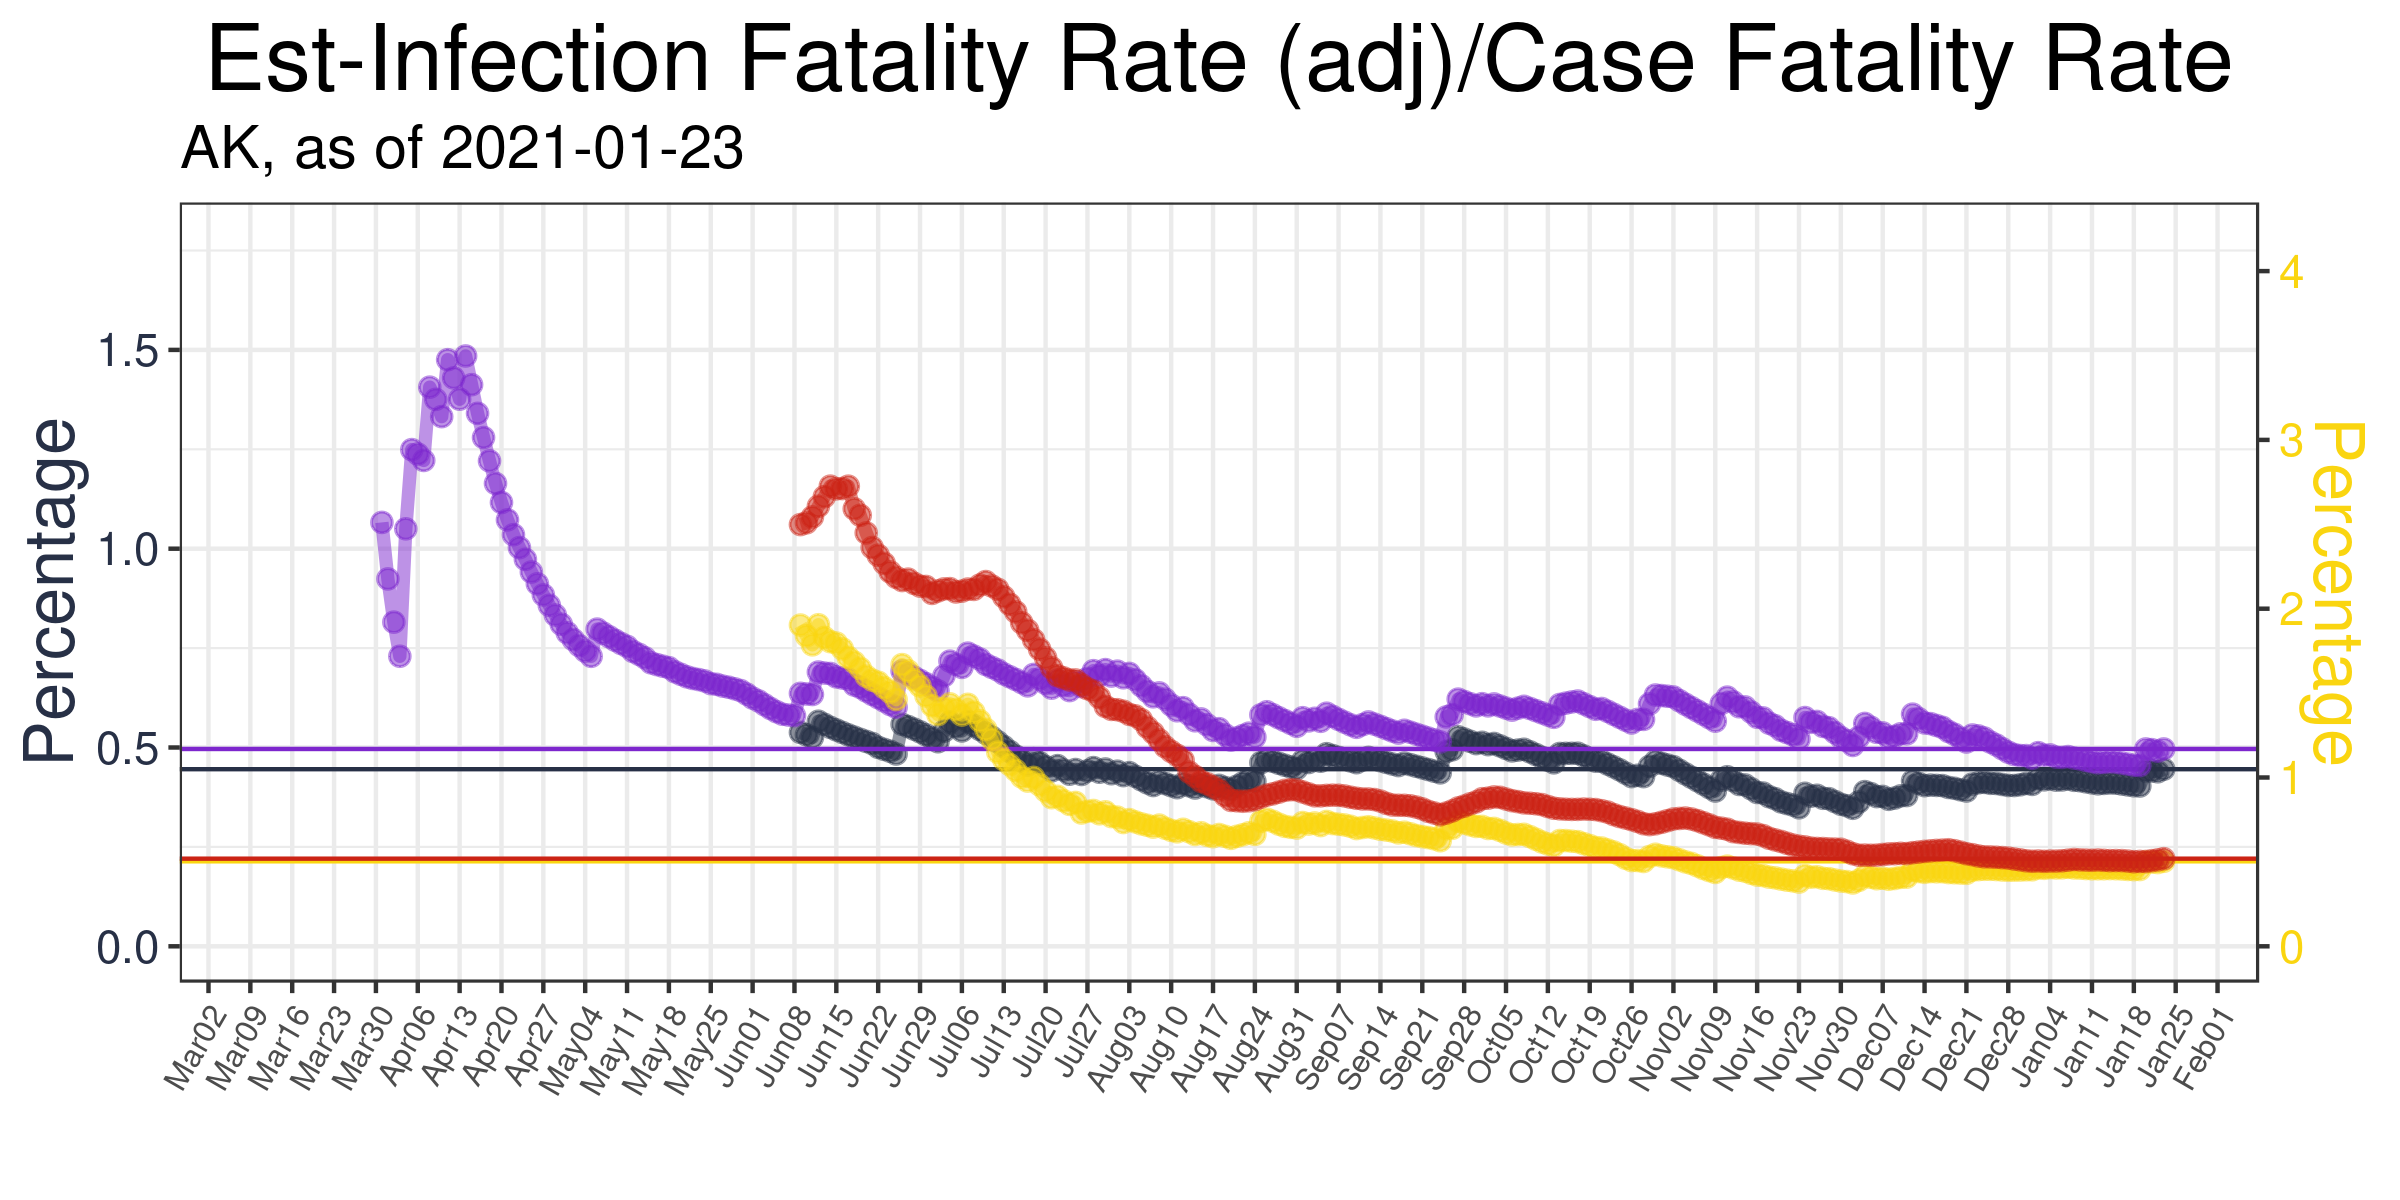 Est-Infection Fatality Rate (adj)/Case Fatality Rate
AK, as of 2021-01-23
Percentage
1.5
1.0
0.5
0.0
4
3
2
1
0
Percentage
Mar02 Mar09 Mar16 Mar23 Mar30 Apr06 Apr13 Apr20 Apr27 May04 May11 May18 May25 Jun01 Jun08 Jun15 Jun22 Jun29 Jul06 Jul13 Jul20 Jul27 Aug03 Aug10 Aug17 Aug24 Aug31 Sep07 Sep14 Sep21 Sep28 Oct05 Oct12 Oct19 Oct26 Nov02 Nov09 Nov16 Nov23 Nov30 Dec07 Dec14 Dec21 Dec28 Jan04 Jan11 Jan18 Jan25 Feb01